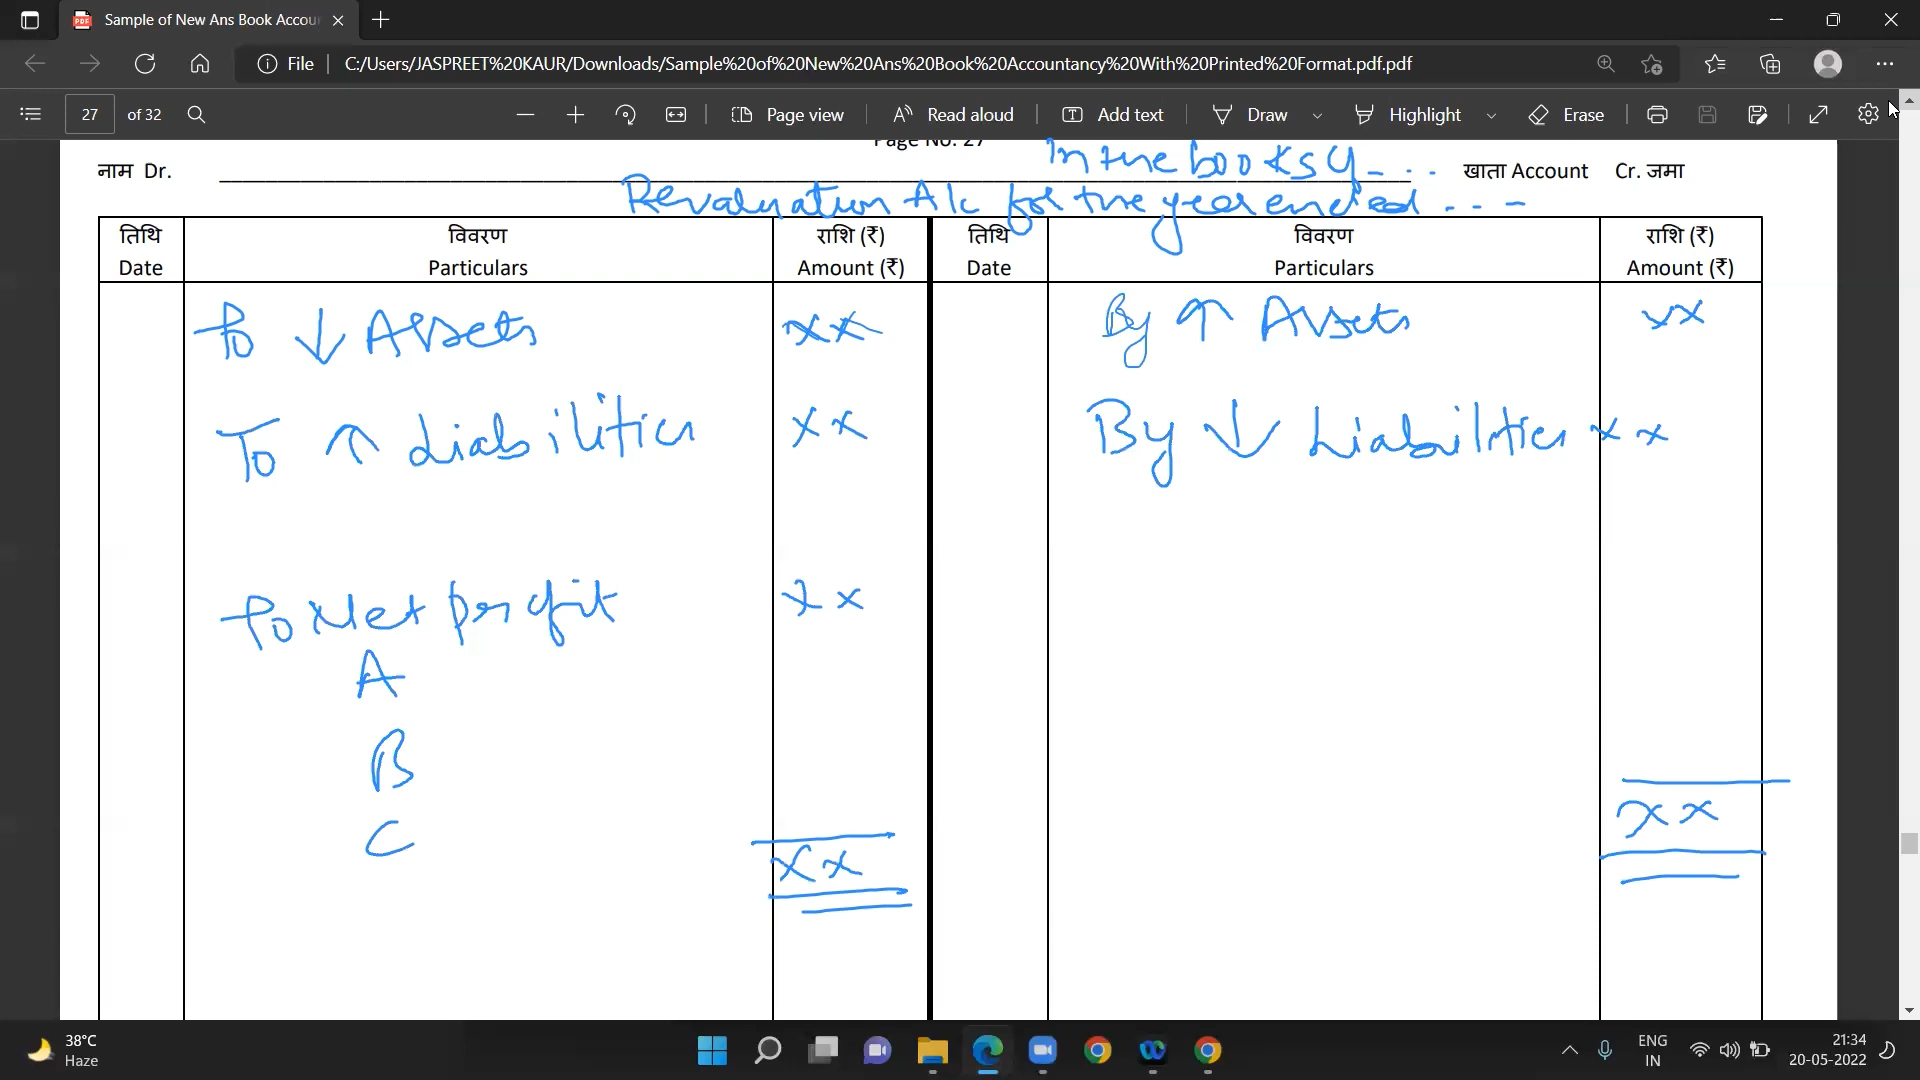 Sample of New Ans Book Accou
File C:/Users/JASPREET%20KAUR/Downloads/Sample%20of%20New%20Ans%20Book%20Accountancy%20With%20Printed%20Format.pdf.pdf
27 of 32 Page view Read aloud Add text Draw Highlight Erase
Page No. 27
In the books of - . .
नाम Dr. खाता Account Cr. जमा
Revaluation A/c for the year ended . - -
तिथि विवरण राशि (₹) तिथि विवरण राशि (₹)
Date Particulars Amount (₹) Date Particulars Amount (₹)
To ↓ Assets xx By ↑ Assets xx
To ↑ Liabilities xx By ↓ Liabilities xx
To Net profit xx
A
B
C
xx xx
38°C
Haze
ENG
IN
21:34
20-05-2022